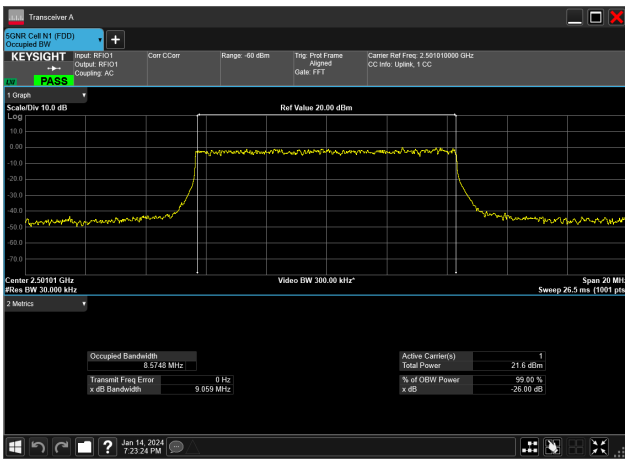 Transceiver A
5GNR Cell N1 (FDD)
Occupied BW
+
KEYSIGHT
LNI
PASS
Input: RFIO1
Output: RFIO1
Coupling: AC
Corr CCorr
Range: -60 dBm
Trig: Prot Frame
Aligned
Gate: FFT
Carrier Ref Freq: 2.501010000 GHz
CC Info: Uplink, 1 CC
1 Graph
Scale/Div 10.0 dB
Ref Value 20.00 dBm
Log
10.0
0.00
-10.0
-20.0
-30.0
-40.0
-50.0
-60.0
-70.0
Center 2.50101 GHz
Video BW 300.00 kHz*
Span 20 MHz
#Res BW 30.000 kHz
Sweep 26.5 ms (1001 pts
2 Metrics
Occupied Bandwidth
8.5748 MHz
Transmit Freq Error 0 Hz
x dB Bandwidth 9.059 MHz
Active Carrier(s) 1
Total Power 21.6 dBm
% of OBW Power 99.00 %
x dB -26.00 dB
?
Jan 14, 2024
7:23:24 PM